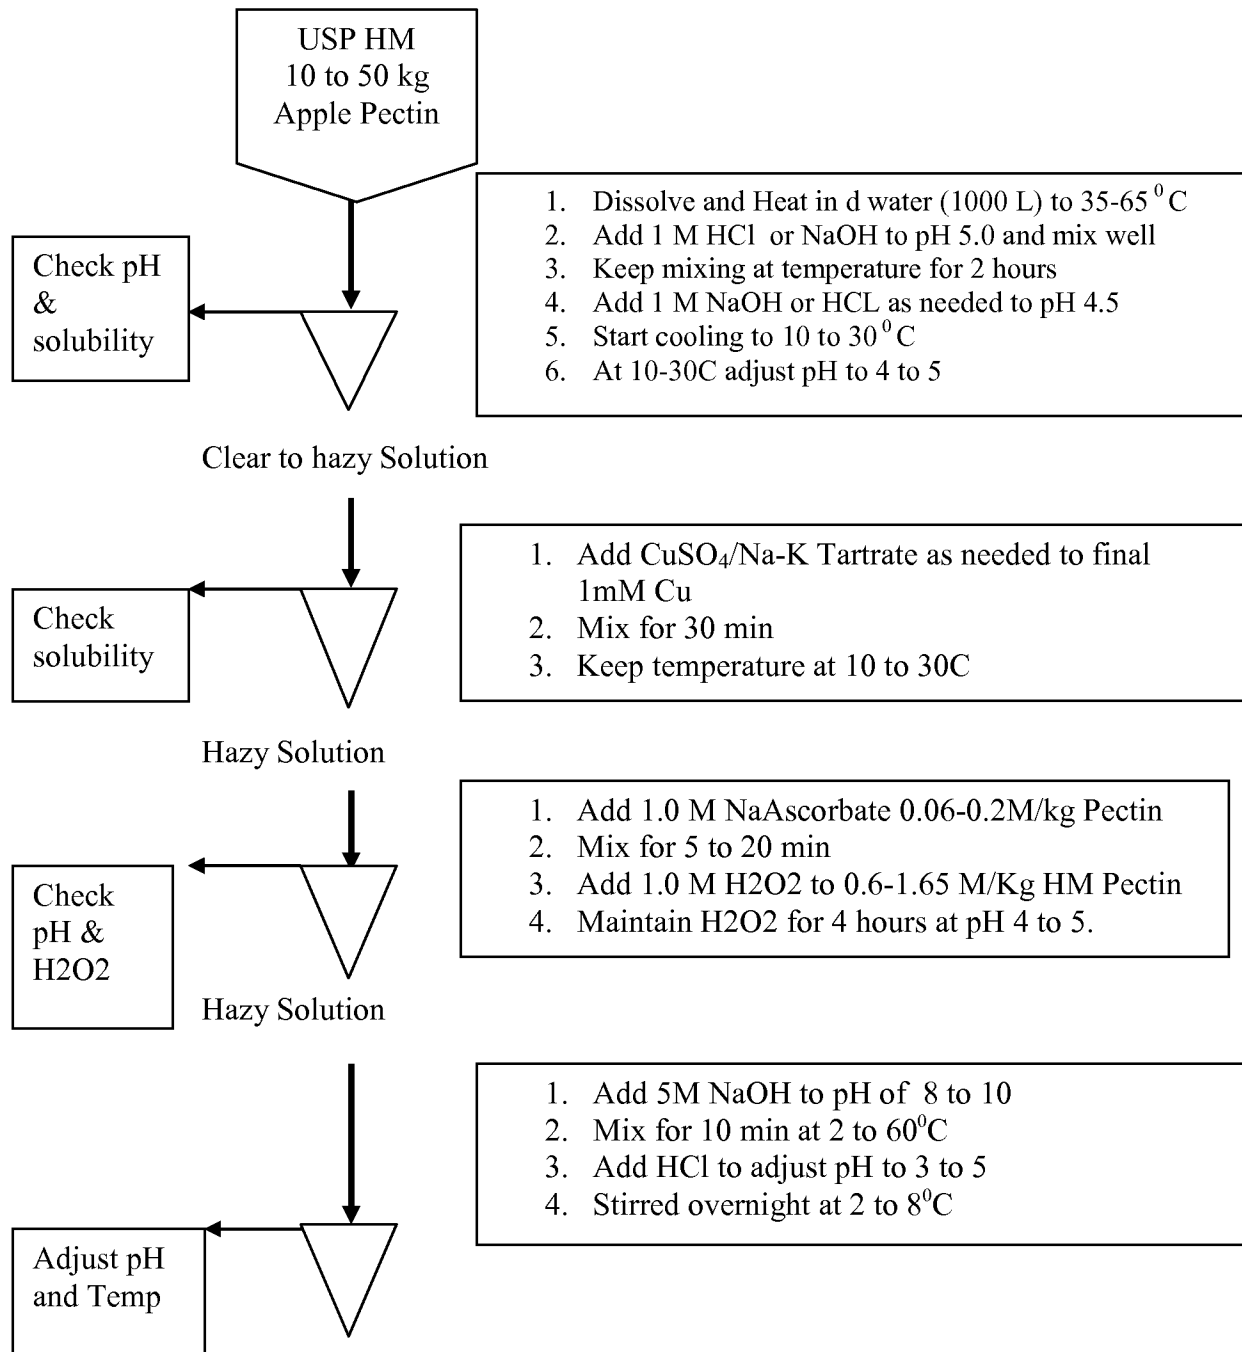 USP HM
10 to 50 kg
Apple Pectin
1. Dissolve and Heat in d water (1000 L) to 35-65 ⁰ C
2. Add 1 M HCl or NaOH to pH 5.0 and mix well
3. Keep mixing at temperature for 2 hours
4. Add 1 M NaOH or HCL as needed to pH 4.5
5. Start cooling to 10 to 30 ⁰ C
6. At 10-30C adjust pH to 4 to 5
Check pH
&
solubility
Clear to hazy Solution
1. Add CuSO₄/Na-K Tartrate as needed to final
1mM Cu
2. Mix for 30 min
3. Keep temperature at 10 to 30C
Check
solubility
Hazy Solution
1. Add 1.0 M NaAscorbate 0.06-0.2M/kg Pectin
2. Mix for 5 to 20 min
3. Add 1.0 M H2O2 to 0.6-1.65 M/Kg HM Pectin
4. Maintain H2O2 for 4 hours at pH 4 to 5.
Check
pH &
H2O2
Hazy Solution
1. Add 5M NaOH to pH of 8 to 10
2. Mix for 10 min at 2 to 60⁰C
3. Add HCl to adjust pH to 3 to 5
4. Stirred overnight at 2 to 8⁰C
Adjust pH
and Temp